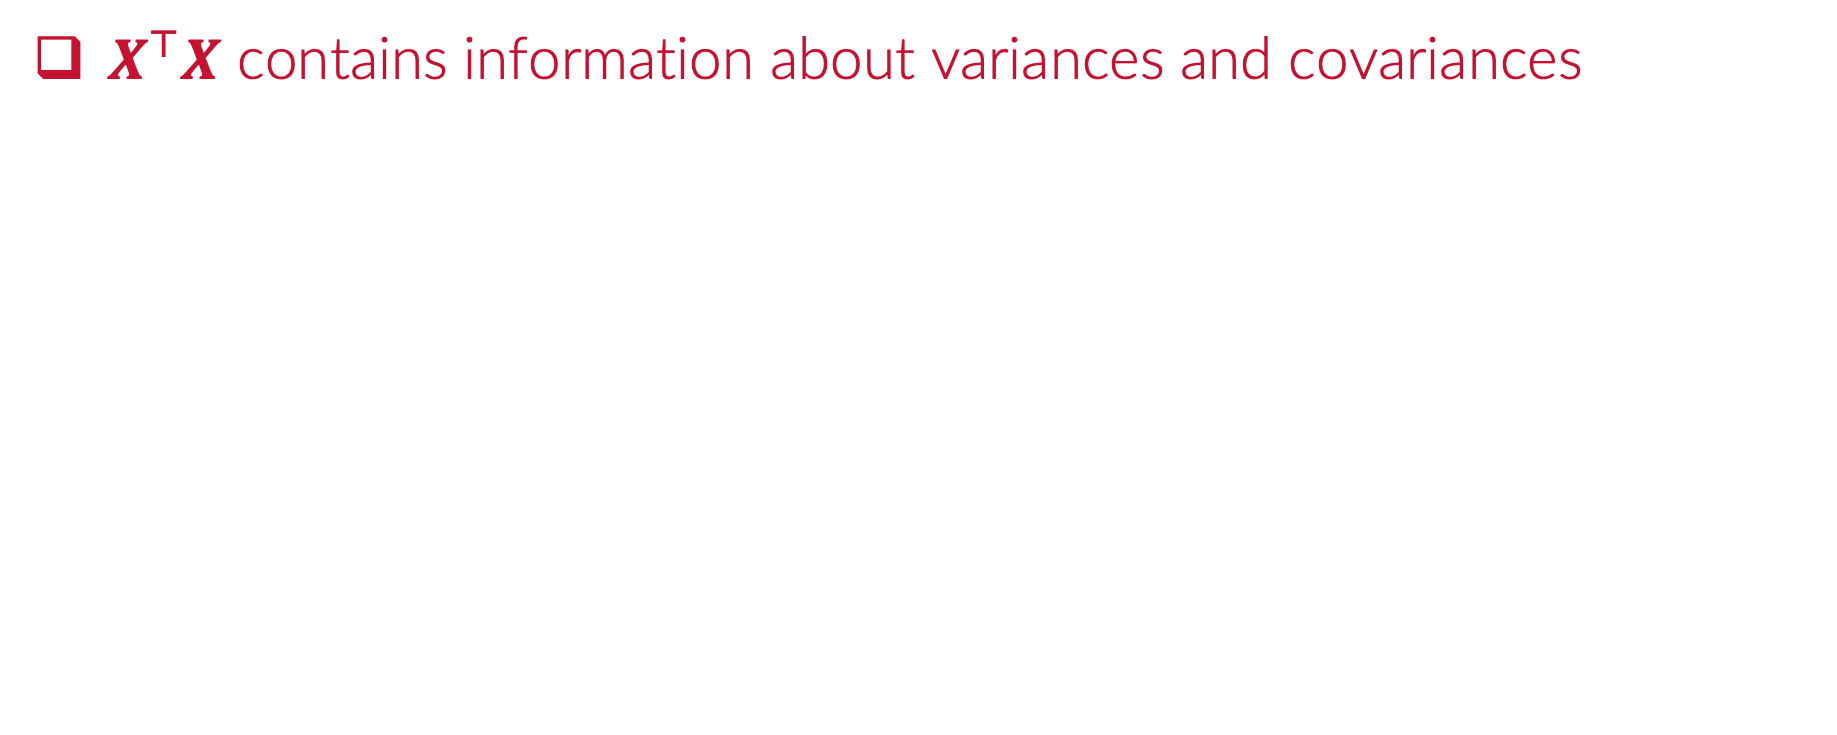 ❑ X⊤X contains information about variances and covariances